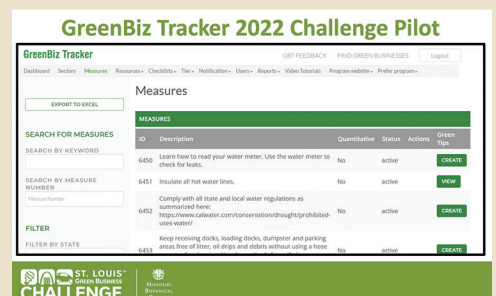 GreenBiz Tracker 2022 Challenge Pilot
GreenBiz Tracker
GBT FEEDBACK FIND GREEN BUSINESSES Logout
Dashboard Sectors Measures Resources Checklists Tier Notification Users Reports Video Tutorials Program website Prefer program
Measures
EXPORT TO EXCEL
MEASURES
SEARCH FOR MEASURES
SEARCH BY KEYWORD
SEARCH BY MEASURE
NUMBER
Measure Number
FILTER
FILTER BY STATE
ID Description Quantitative Status Actions Green
Tips
6450 Learn how to read your water meter. Use the water meter to
check for leaks. No active CREATE
6451 Insulate all hot water lines. No active VIEW
6452 Comply with all state and local water regulations as
summarized here:
https://www.calwater.com/conservation/drought/prohibited-
uses-water/ No active CREATE
6453 Keep receiving docks, loading docks, dumpster and parking
areas free of litter, oil drips and debris without using a hose
No active CREATE
ST. LOUIS
GREEN BUSINESS
CHALLENGE
MISSOURI
BOTANICAL